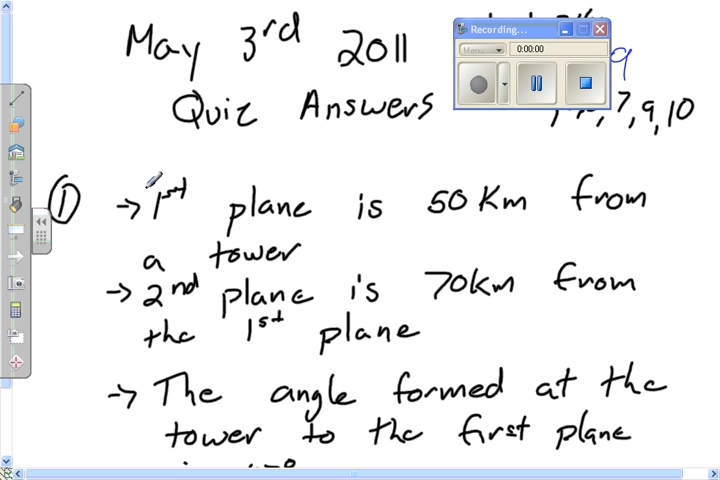 May 3rd 2011
Recording...
Menu
0:00:00
9
Quiz Answers
, 7, 9, 10
① → 1st plane is 50 Km from
a tower
→ 2nd plane is 70km from
the 1st plane
→ The angle formed at the
tower to the first plane